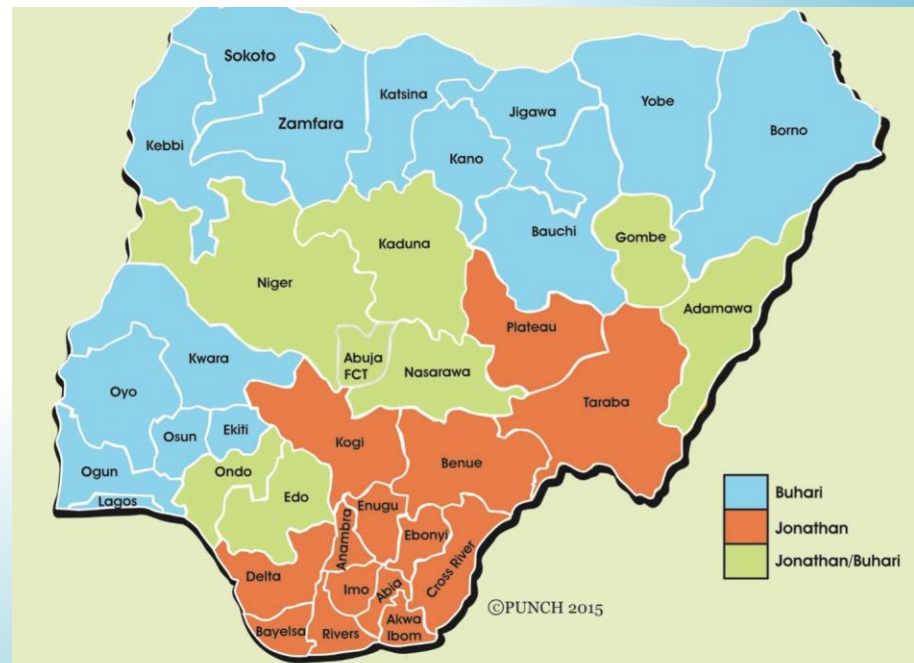 Sokoto
Katsina
Jigawa
Yobe
Zamfara
Borno
Kebbi
Kano
Bauchi
Gombe
Kaduna
Niger
Adamawa
Plateau
Abuja
FCT
Nasarawa
Kwara
Taraba
Oyo
Osun
Ekiti
Kogi
Benue
Ogun
Ondo
Lagos
Edo
Enugu
Anambra
Ebonyi
Cross River
Delta
Imo
Abia
Akwa
Ibom
Bayelsa
Rivers
Buhari
Jonathan
Jonathan/Buhari
©PUNCH 2015